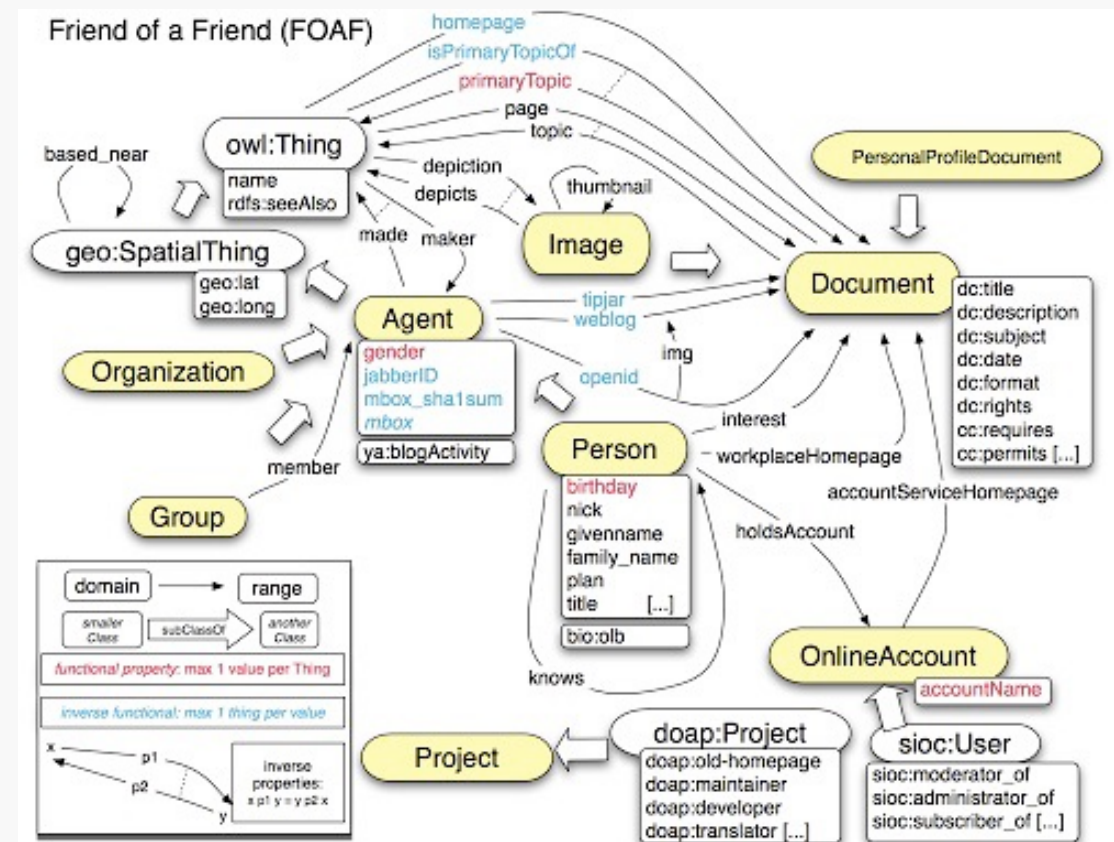 Friend of a Friend (FOAF)
homepage
isPrimaryTopicOf
primaryTopic
page
topic
owl:Thing
name
rdfs:seeAlso
based_near
depiction
depicts
thumbnail
PersonalProfileDocument
made
maker
Image
geo:SpatialThing
geo:lat
geo:long
Document
dc:title
dc:description
dc:subject
dc:date
dc:format
dc:rights
cc:requires
cc:permits [...]
Agent
gender
jabberID
mbox_sha1sum
mbox
ya:blogActivity
tipjar
weblog
img
openid
Organization
member
Group
Person
birthday
nick
givenname
family_name
plan
title [...]
bio:olb
interest
workplaceHomepage
accountServiceHomepage
holdsAccount
knows
OnlineAccount
accountName
Project
doap:Project
doap:old-homepage
doap:maintainer
doap:developer
doap:translator [...]
sioc:User
sioc:moderator_of
sioc:administrator_of
sioc:subscriber_of [...]
domain
range
smaller
Class
subClassOf
another
Class
functional property: max 1 value per Thing
inverse functional: max 1 thing per value
x
p1
p2
y
inverse
properties:
x p1 y = y p2 x